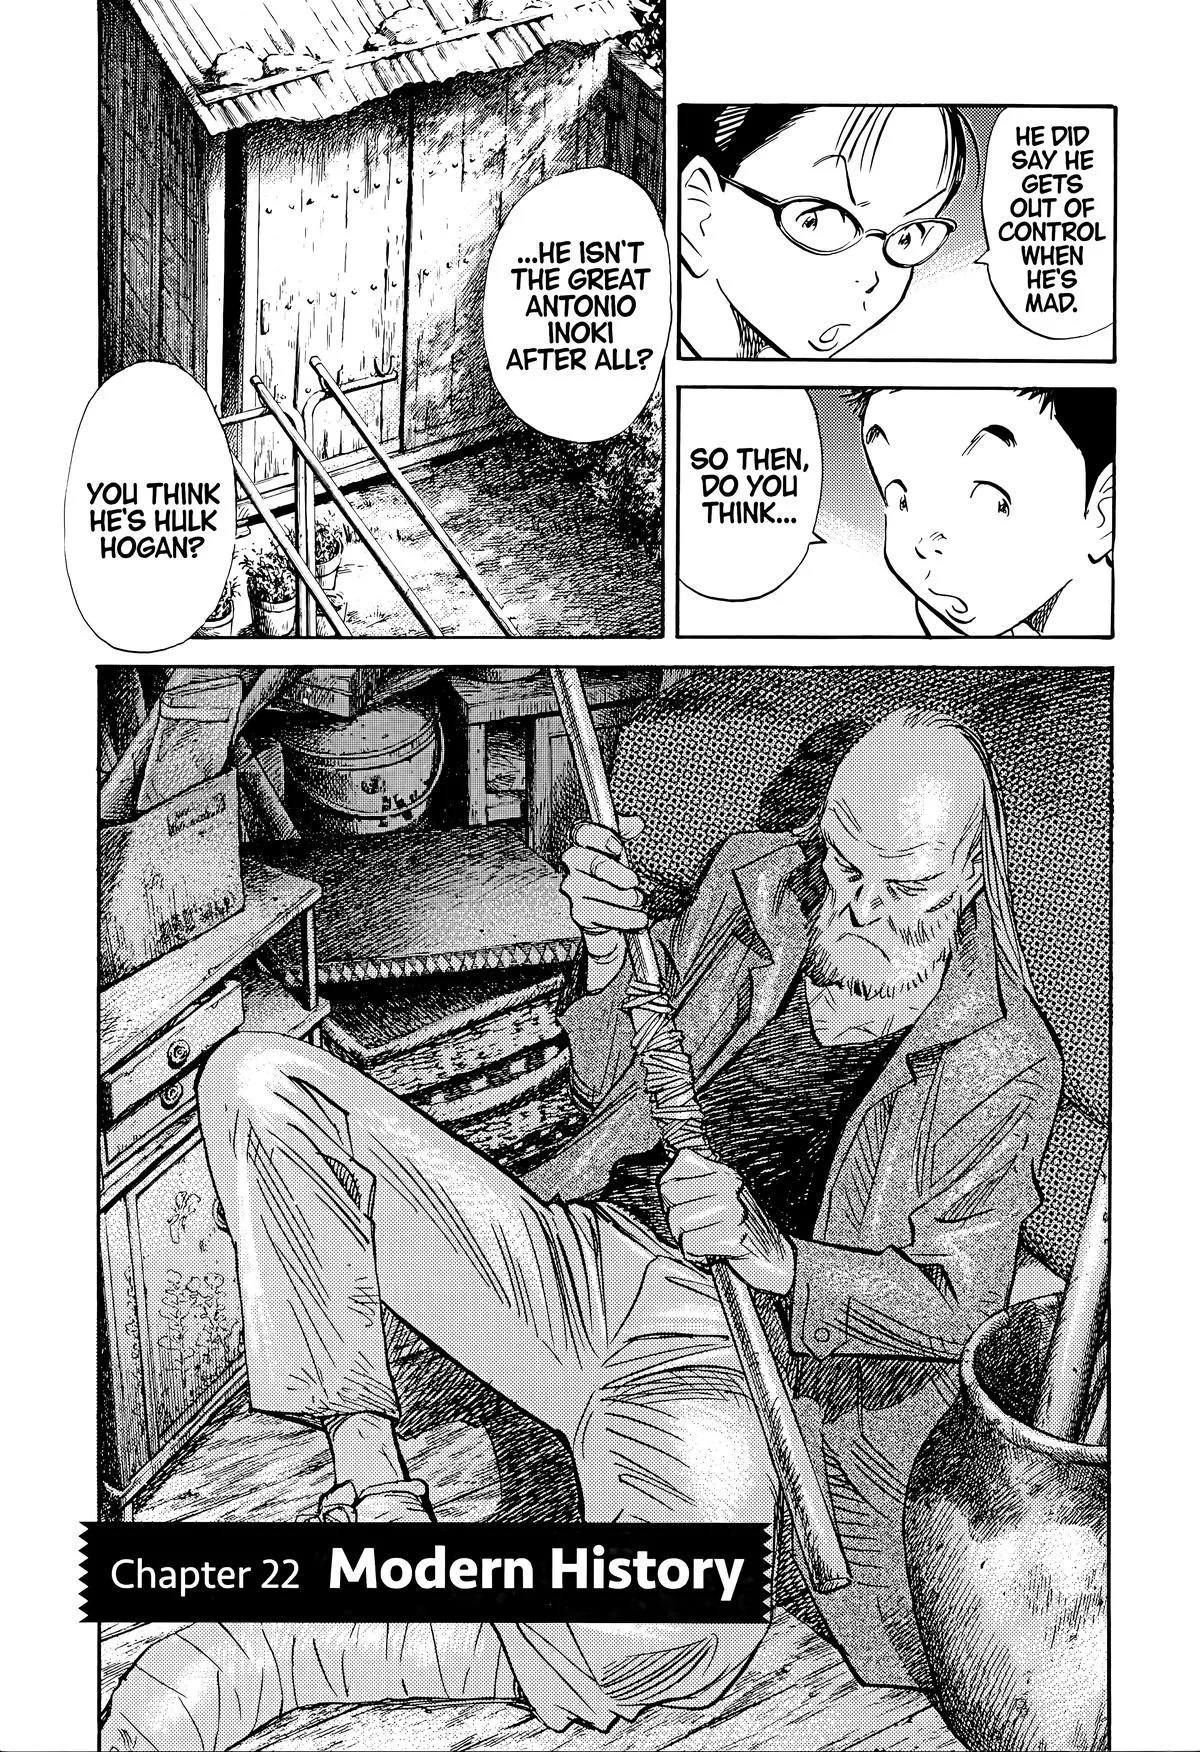 HE DID
SAY HE
GETS
OUT OF
CONTROL
WHEN
HE'S
MAD.
SO THEN,
DO YOU
THINK...
...HE ISN'T
THE GREAT
ANTONIO
INOKI
AFTER ALL?
YOU THINK
HE'S HULK
HOGAN?
Chapter 22 Modern History